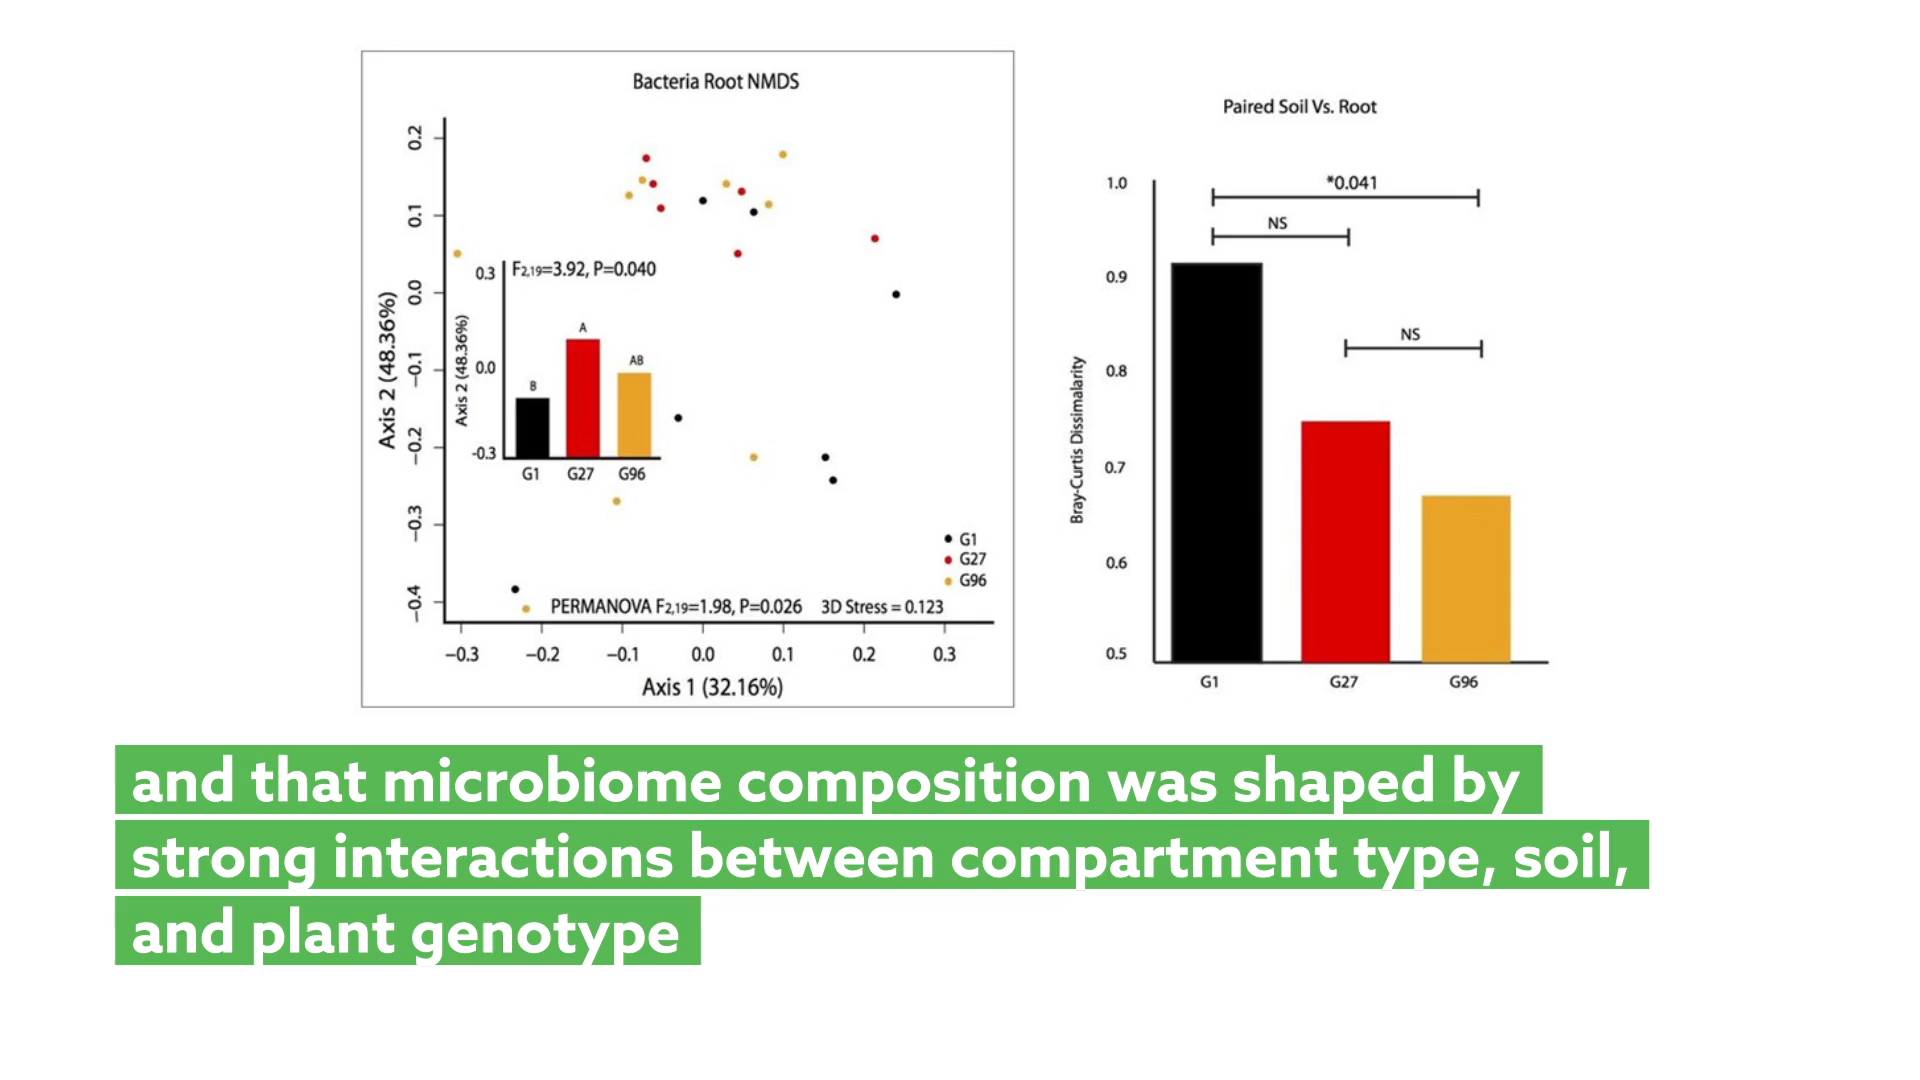 Bacteria Root NMDS
0.2
0.1
0.0
−0.1
−0.2
−0.3
−0.4
Axis 2 (48.36%)
F2,19=3.92, P=0.040
0.3
0.0
-0.3
Axis 2 (48.36%)
B
A
AB
G1
G27
G96
G1
G27
G96
PERMANOVA F2,19=1.98, P=0.026
3D Stress = 0.123
−0.3
−0.2
−0.1
0.0
0.1
0.2
0.3
Axis 1 (32.16%)
Paired Soil Vs. Root
1.0
0.9
0.8
0.7
0.6
0.5
Bray-Curtis Dissimalarity
*0.041
NS
NS
G1
G27
G96
and that microbiome composition was shaped by
strong interactions between compartment type, soil,
and plant genotype